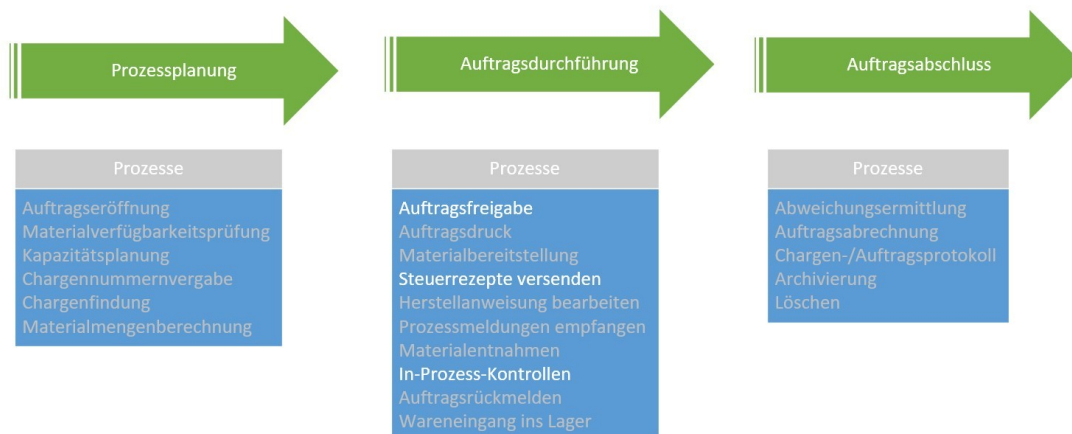 Prozessplanung
Auftragsdurchführung
Auftragsabschluss
Prozesse
Auftragseröffnung
Materialverfügbarkeitsprüfung
Kapazitätsplanung
Chargennummernvergabe
Chargenfindung
Materialmengenberechnung
Prozesse
Auftragsfreigabe
Auftragsdruck
Materialbereitstellung
Steuerrezepte versenden
Herstellanweisung bearbeiten
Prozessmeldungen empfangen
Materialentnahmen
In-Prozess-Kontrollen
Auftragsrückmelden
Wareneingang ins Lager
Prozesse
Abweichungsermittlung
Auftragsabrechnung
Chargen-/Auftragsprotokoll
Archivierung
Löschen